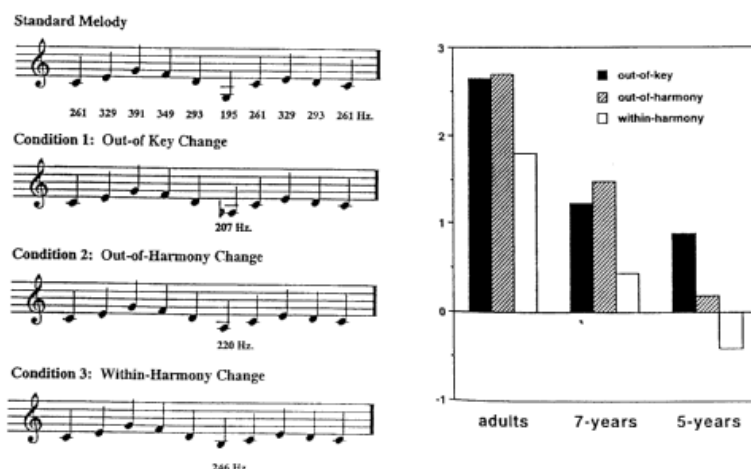 Standard Melody
261 329 391 349 293 195 261 329 293 261 Hz.
Condition 1: Out-of Key Change
207 Hz.
Condition 2: Out-of-Harmony Change
220 Hz.
Condition 3: Within-Harmony Change
246 Hz
3
2
1
0
-1
out-of-key
out-of-harmony
within-harmony
adults 7-years 5-years